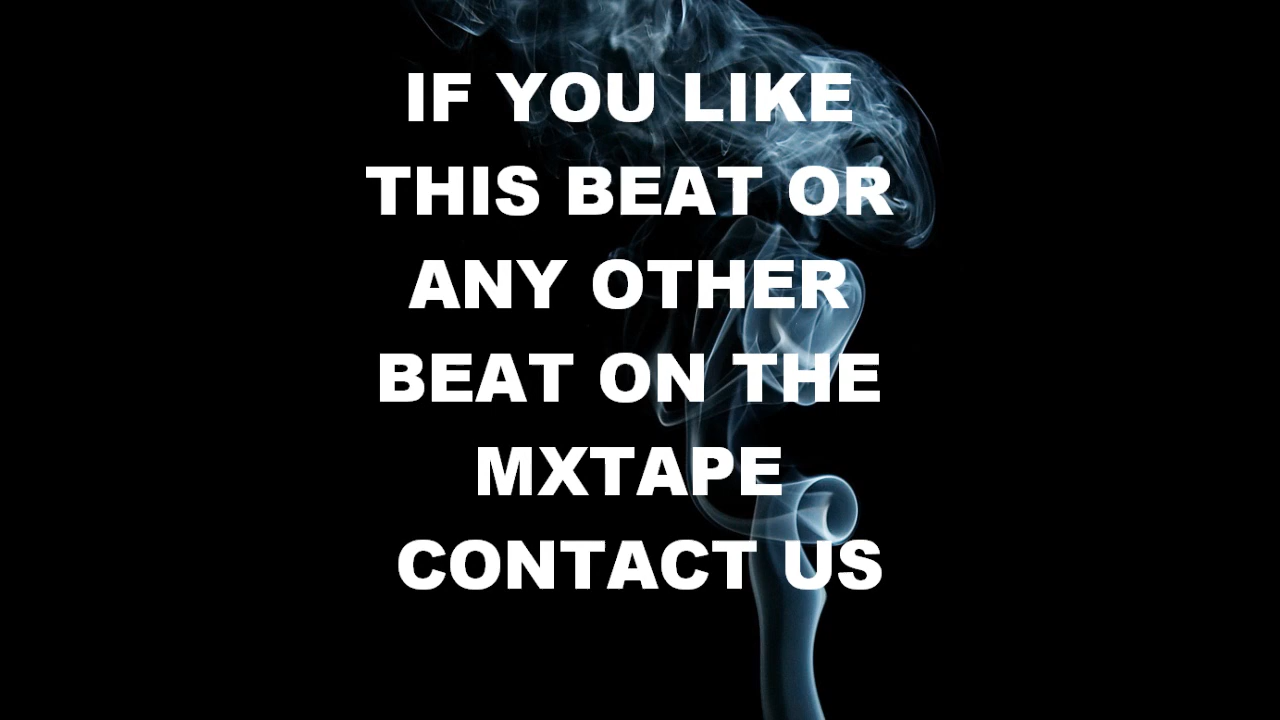 IF YOU LIKE
THIS BEAT OR
ANY OTHER
BEAT ON THE
MXTAPE
CONTACT US